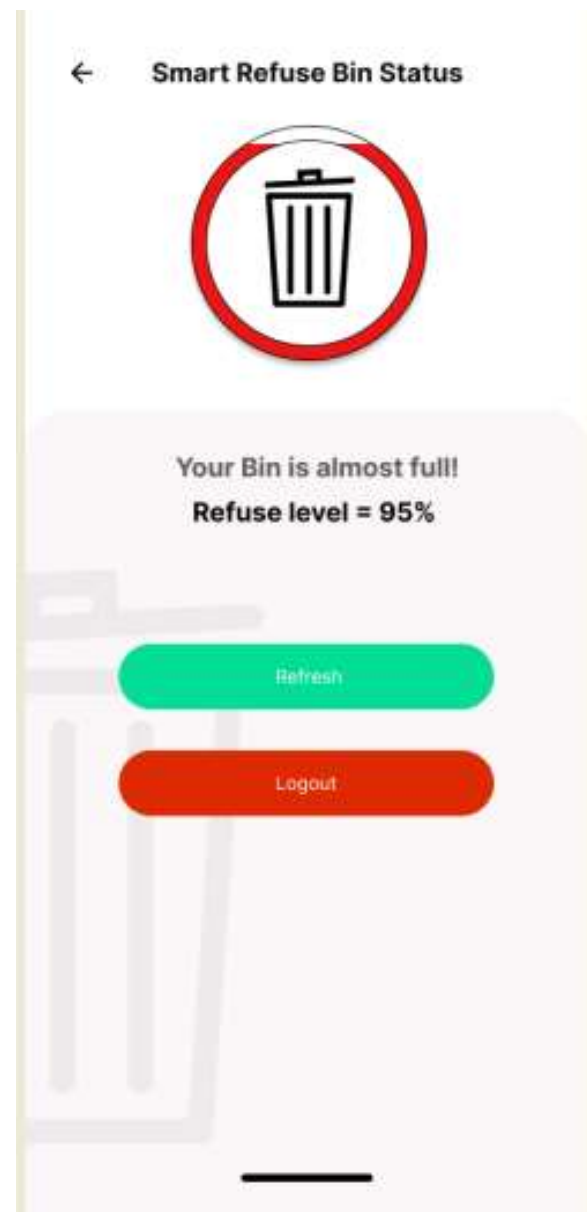 Smart Refuse Bin Status
Your Bin is almost full!
Refuse level = 95%
Refresh
Logout